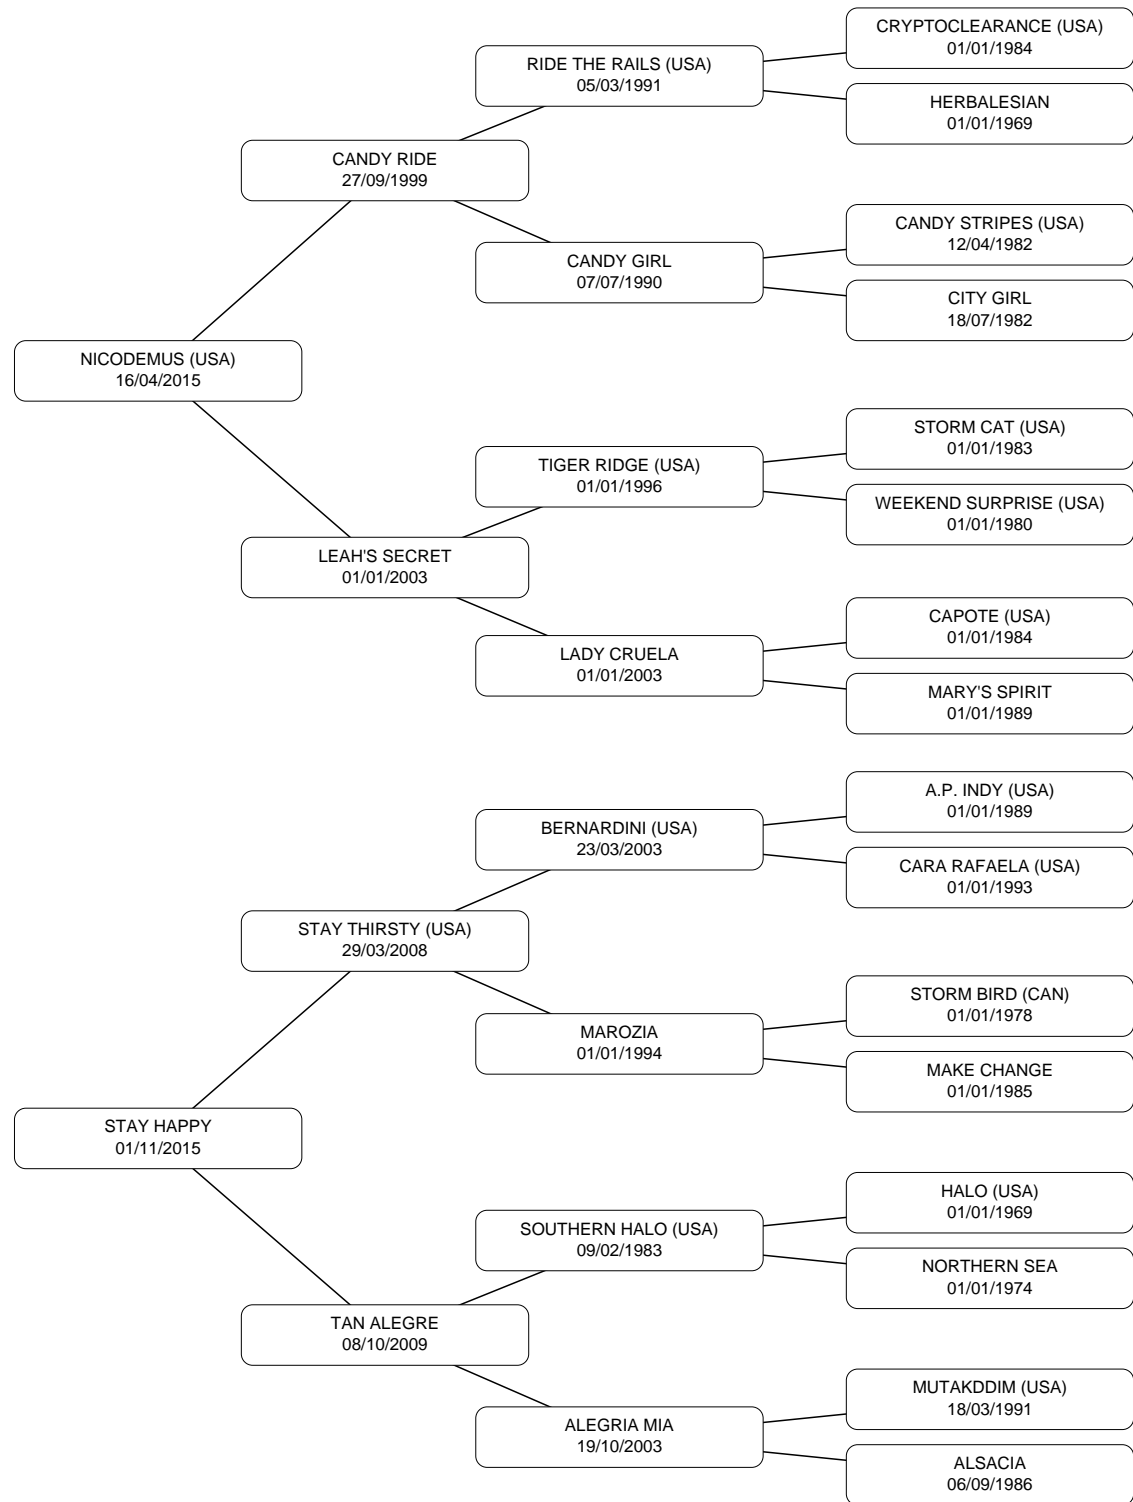 CRYPTOCLEARANCE (USA)
01/01/1984
RIDE THE RAILS (USA)
05/03/1991
HERBALESIAN
01/01/1969
CANDY RIDE
27/09/1999
CANDY STRIPES (USA)
12/04/1982
CANDY GIRL
07/07/1990
CITY GIRL
18/07/1982
NICODEMUS (USA)
16/04/2015
STORM CAT (USA)
01/01/1983
TIGER RIDGE (USA)
01/01/1996
WEEKEND SURPRISE (USA)
01/01/1980
LEAH'S SECRET
01/01/2003
CAPOTE (USA)
01/01/1984
LADY CRUELA
01/01/2003
MARY'S SPIRIT
01/01/1989
A.P. INDY (USA)
01/01/1989
BERNARDINI (USA)
23/03/2003
CARA RAFAELA (USA)
01/01/1993
STAY THIRSTY (USA)
29/03/2008
STORM BIRD (CAN)
01/01/1978
MAROZIA
01/01/1994
MAKE CHANGE
01/01/1985
STAY HAPPY
01/11/2015
HALO (USA)
01/01/1969
SOUTHERN HALO (USA)
09/02/1983
NORTHERN SEA
01/01/1974
TAN ALEGRE
08/10/2009
MUTAKDDIM (USA)
18/03/1991
ALEGRIA MIA
19/10/2003
ALSACIA
06/09/1986